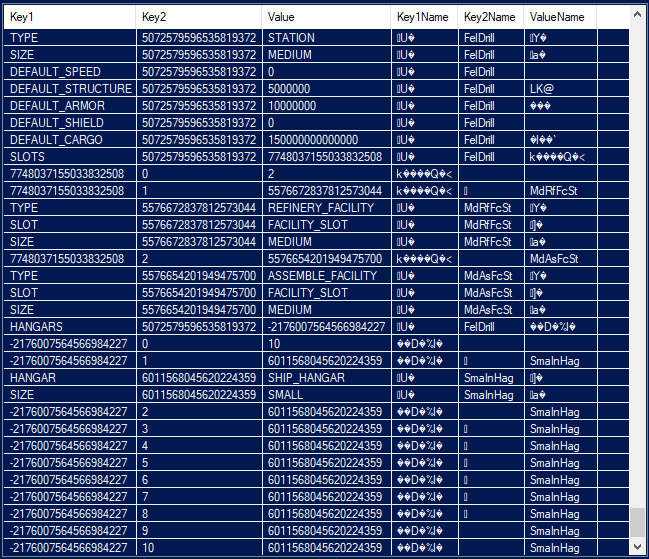 Key1 Key2 Value Key1Name Key2Name ValueName
TYPE 5072579596535819372 STATION U� FelDrill Y�
SIZE 5072579596535819372 MEDIUM U� FelDrill a�
DEFAULT_SPEED 5072579596535819372 0 U� FelDrill
DEFAULT_STRUCTURE 5072579596535819372 5000000 U� FelDrill LK@
DEFAULT_ARMOR 5072579596535819372 10000000 U� FelDrill ���
DEFAULT_SHIELD 5072579596535819372 0 U� FelDrill
DEFAULT_CARGO 5072579596535819372 150000000000000 U� FelDrill
SLOTS 5072579596535819372 7748037155033832508 U� FelDrill k����Q�<
7748037155033832508 0 2 k����Q�<
7748037155033832508 1 5576672837812573044 k����Q�< MdRfFcSt
TYPE 5576672837812573044 REFINERY_FACILITY U� MdRfFcSt Y�
SLOT 5576672837812573044 FACILITY_SLOT U� MdRfFcSt ]�
SIZE 5576672837812573044 MEDIUM U� MdRfFcSt a�
7748037155033832508 2 5576654201949475700 k����Q�< MdAsFcSt
TYPE 5576654201949475700 ASSEMBLE_FACILITY U� MdAsFcSt Y�
SLOT 5576654201949475700 FACILITY_SLOT U� MdAsFcSt ]�
SIZE 5576654201949475700 MEDIUM U� MdAsFcSt a�
HANGARS 5072579596535819372 -2176007564566984227 U� FelDrill ��D�%I�
-2176007564566984227 0 10 ��D�%I�
-2176007564566984227 1 6011568045620224359 ��D�%I� SmaInHag
HANGAR 6011568045620224359 SHIP_HANGAR U� SmaInHag ]�
SIZE 6011568045620224359 SMALL U� SmaInHag a�
-2176007564566984227 2 6011568045620224359 ��D�%I� SmaInHag
-2176007564566984227 3 6011568045620224359 ��D�%I� SmaInHag
-2176007564566984227 4 6011568045620224359 ��D�%I� SmaInHag
-2176007564566984227 5 6011568045620224359 ��D�%I� SmaInHag
-2176007564566984227 6 6011568045620224359 ��D�%I� SmaInHag
-2176007564566984227 7 6011568045620224359 ��D�%I� SmaInHag
-2176007564566984227 8 6011568045620224359 ��D�%I� SmaInHag
-2176007564566984227 9 6011568045620224359 ��D�%I� SmaInHag
-2176007564566984227 10 6011568045620224359 ��D�%I� SmaInHag